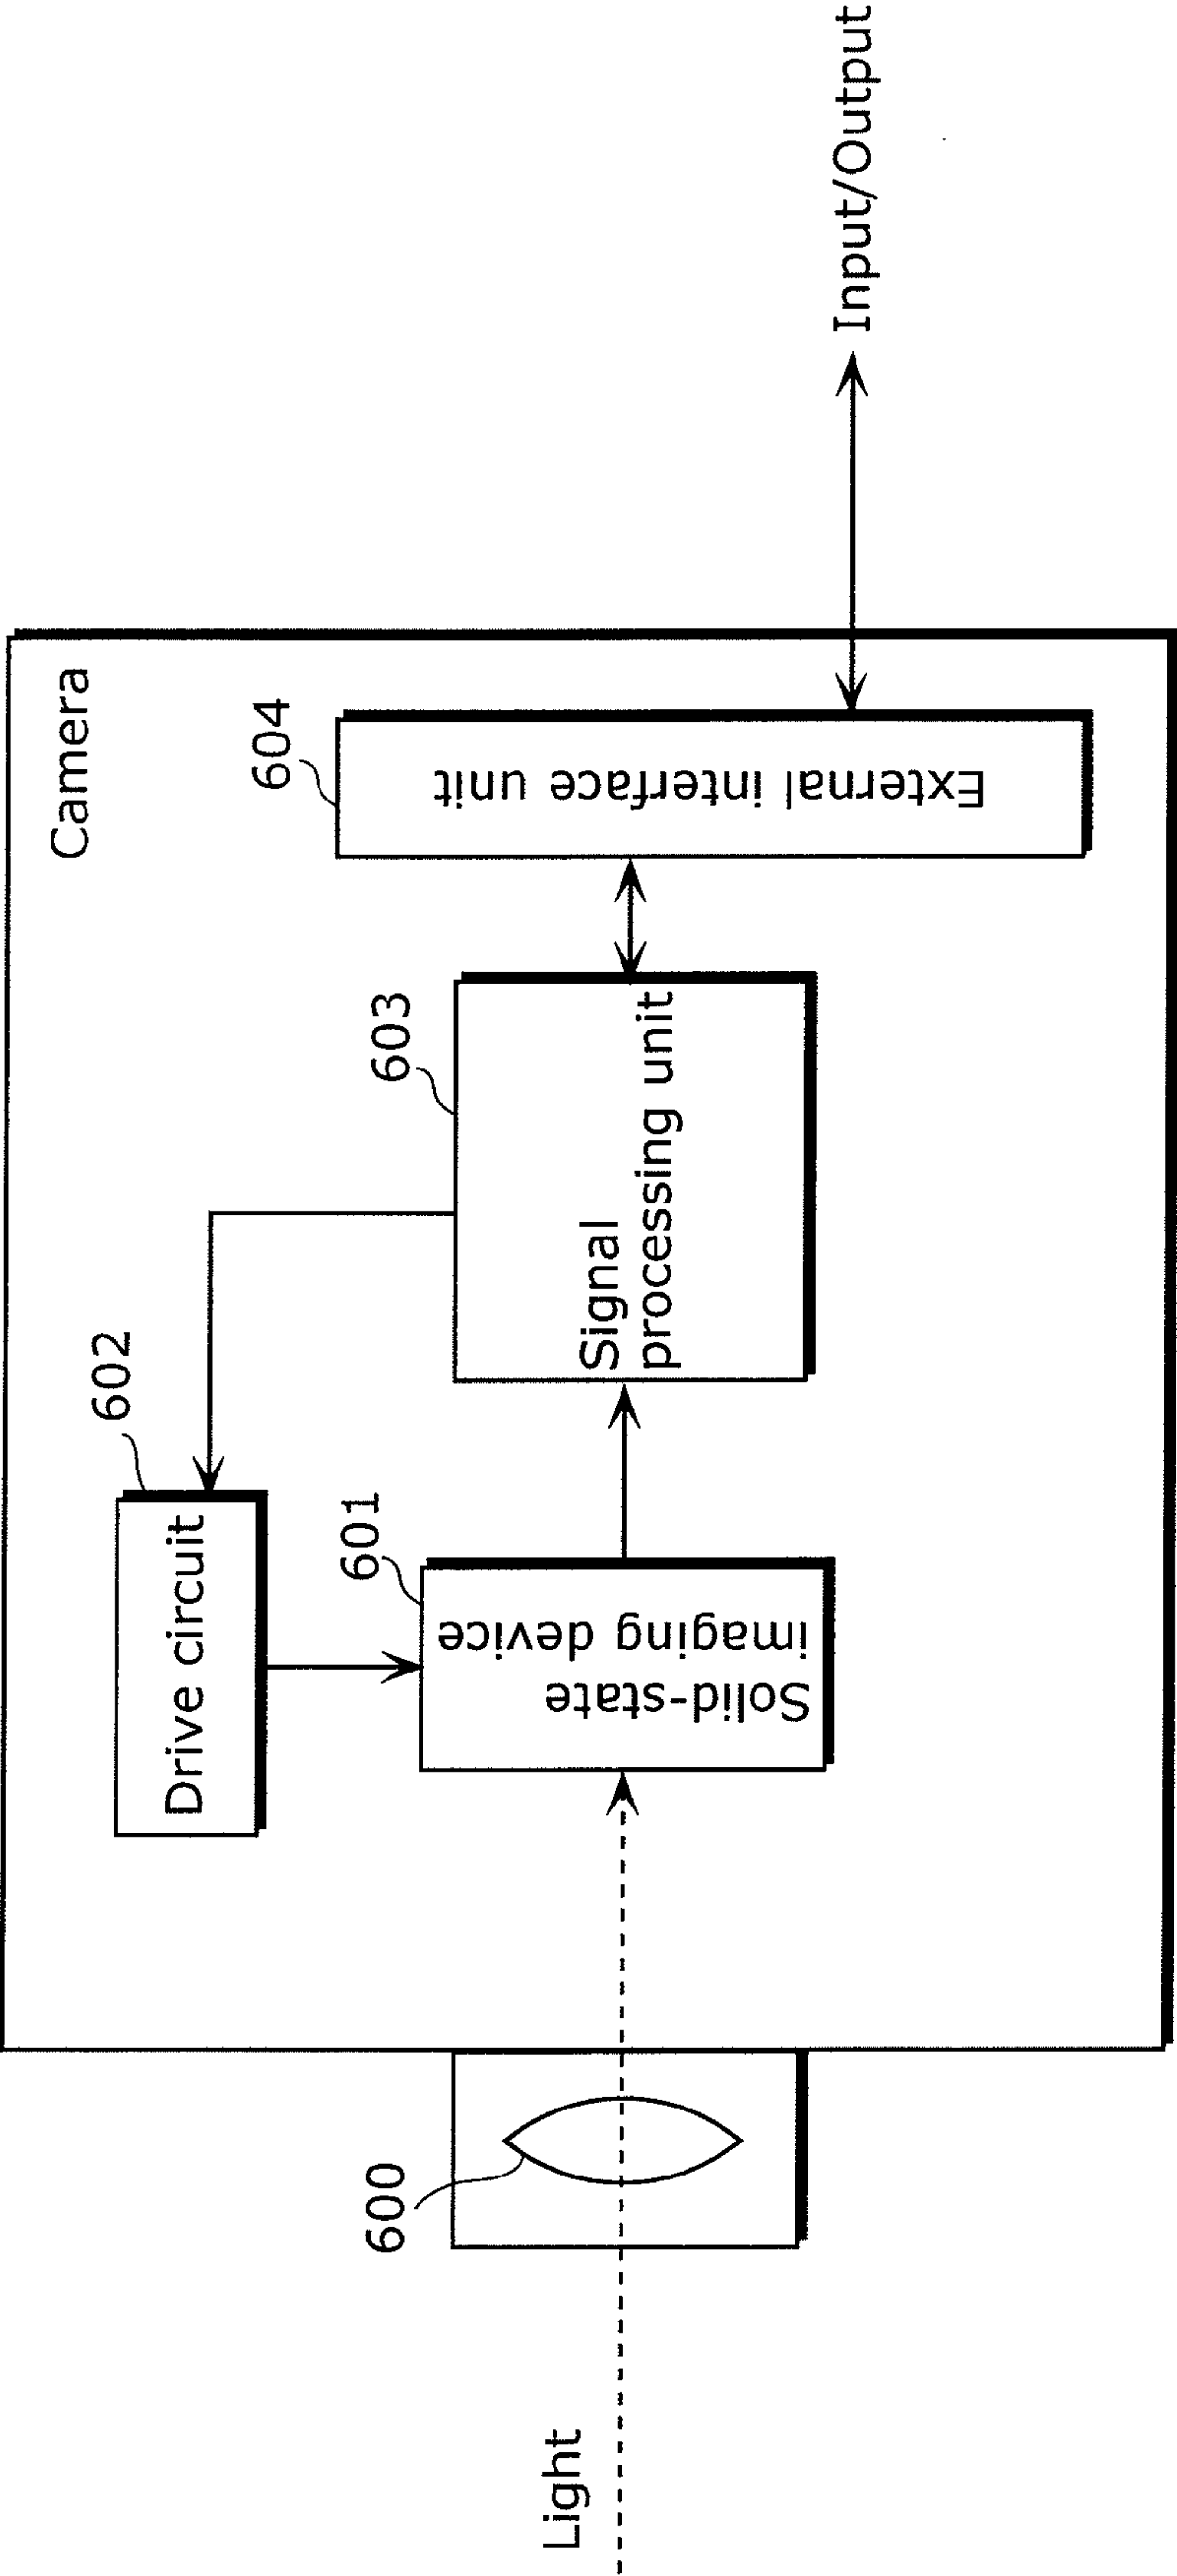 Camera
602
Drive circuit
604
External interface unit
603
Signal
processing unit
601
Solid-state
imaging device
600
Light
Input/Output